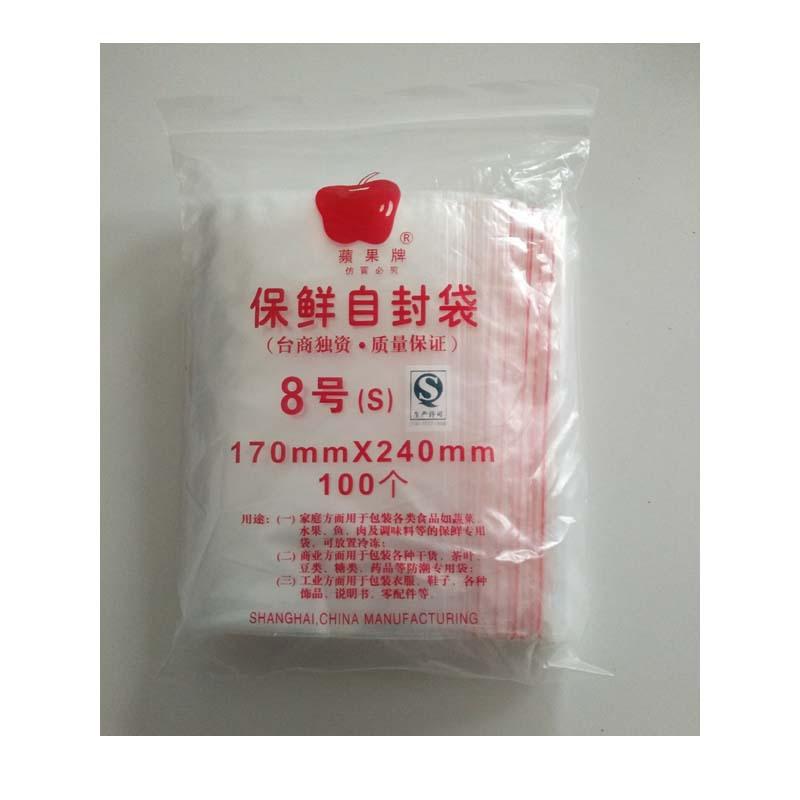 ®
蘋果牌
仿冒必究
保鲜自封袋
(台商独资·质量保证)
8号(S)
生产许可
170mmX240mm
100个
用途:(一)家庭方面用于包装各类食品如蔬菜、
水果、鱼、肉及调味料等的保鲜专用
袋,可放置冷冻;
(二)商业方面用于包装各种干货、茶叶、
豆类、糖类、药品等防潮专用袋;
(三)工业方面用于包装衣服、鞋子、各种
饰品、说明书、零配件等。
SHANGHAI,CHINA MANUFACTURING